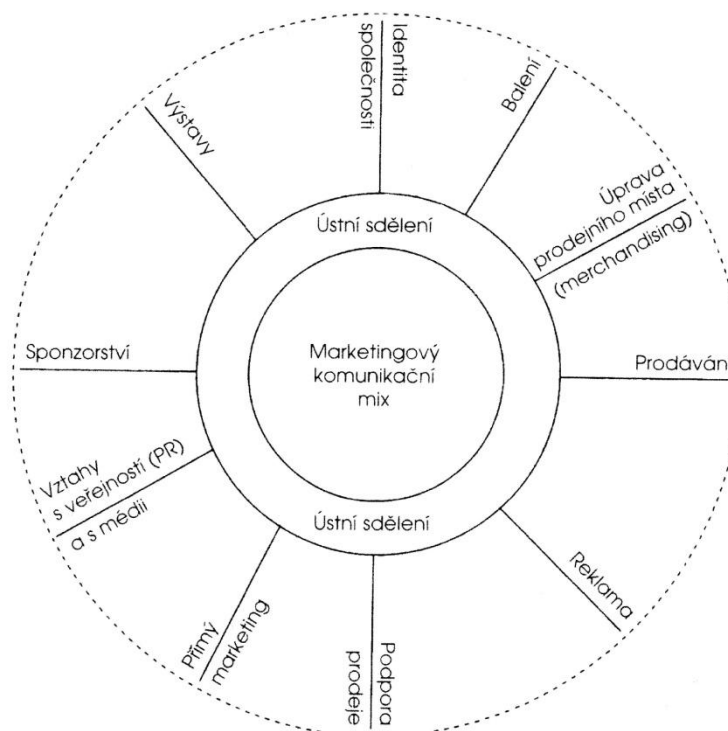 Identita
společnosti
Balení
Úprava
prodejního místa
(merchandising)
Prodáván
Reklama
Podpora
prodeje
Přímý
marketing
Vztahy
s veřejností (PR)
a s médii
Sponzorství
Výstavy
Ústní sdělení
Marketingový
komunikační
mix
Ústní sdělení